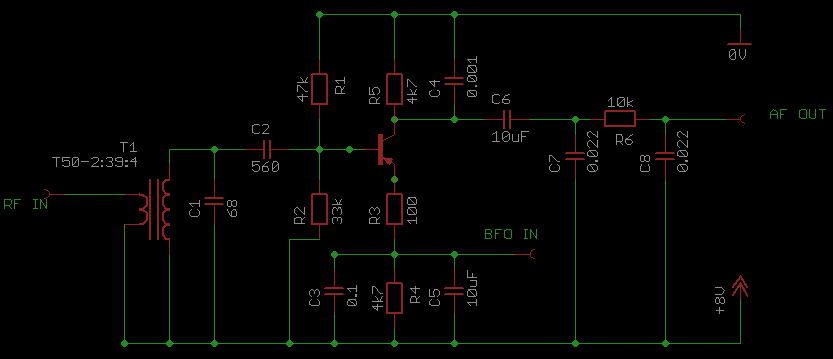 0V
47k
R1
R5
4k7
C4
0.001
C6
10uF
10k
R6
AF OUT
T1
T50-2:39:4
C2
560
C7
0.022
C8
0.022
RF IN
C1
68
R2
33k
R3
100
BFO IN
C3
0.1
4k7
R4
C5
10uF
+8V